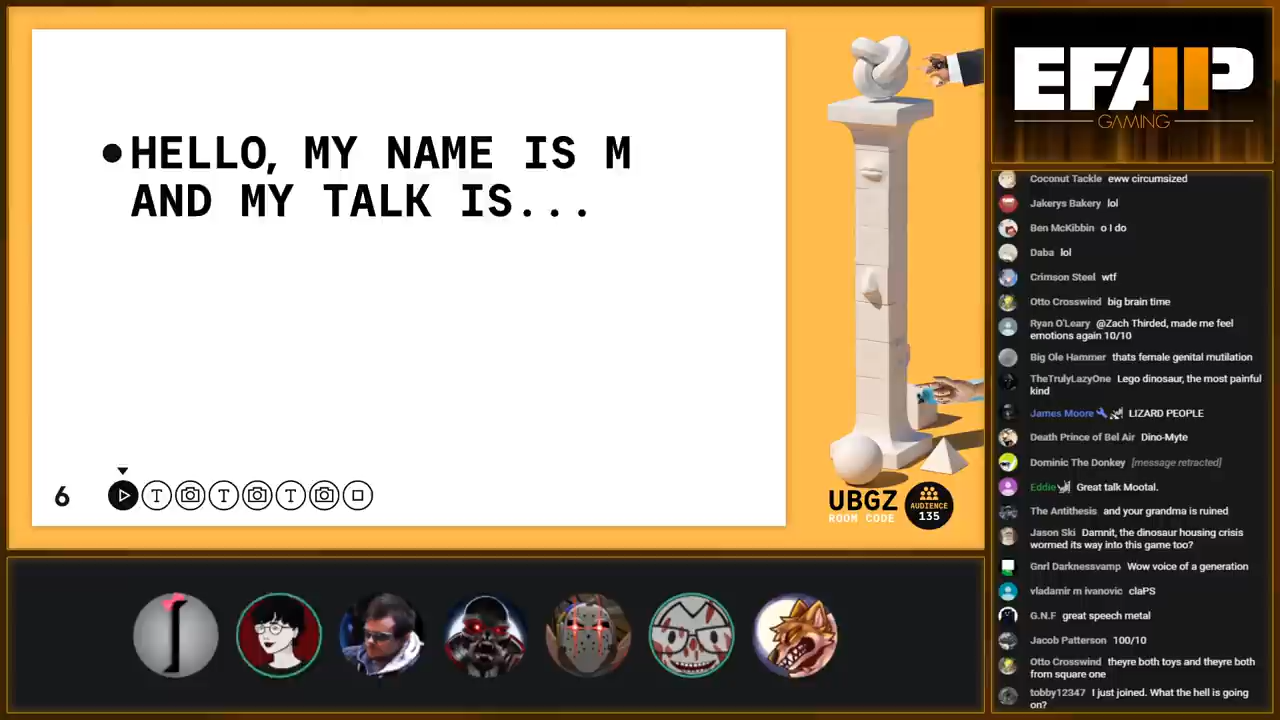 HELLO, MY NAME IS M
AND MY TALK IS...
6
T
T
T
UBGZ
ROOM CODE
AUDIENCE
135
EFAP
GAMING
Coconut Tackle eww circumsized
Jakerys Bakery lol
Ben McKibbin o I do
Daba lol
Crimson Steel wtf
Otto Crosswind big brain time
Ryan O'Leary @Zach Thirded, made me feel
emotions again 10/10
Big Ole Hammer thats female genital mutilation
TheTrulyLazyOne Lego dinosaur, the most painful
kind
James Moore LIZARD PEOPLE
Death Prince of Bel Air Dino-Myte
Dominic The Donkey [message retracted]
Eddie Great talk Mootal.
The Antithesis and your grandma is ruined
Jason Ski Damnit, the dinosaur housing crisis
wormed its way into this game too?
Gnrl Darknessvamp Wow voice of a generation
vladamir m ivanovic claPS
G.N.F great speech metal
Jacob Patterson 100/10
Otto Crosswind theyre both toys and theyre both
from square one
tobby12347 I just joined. What the hell is going
on?